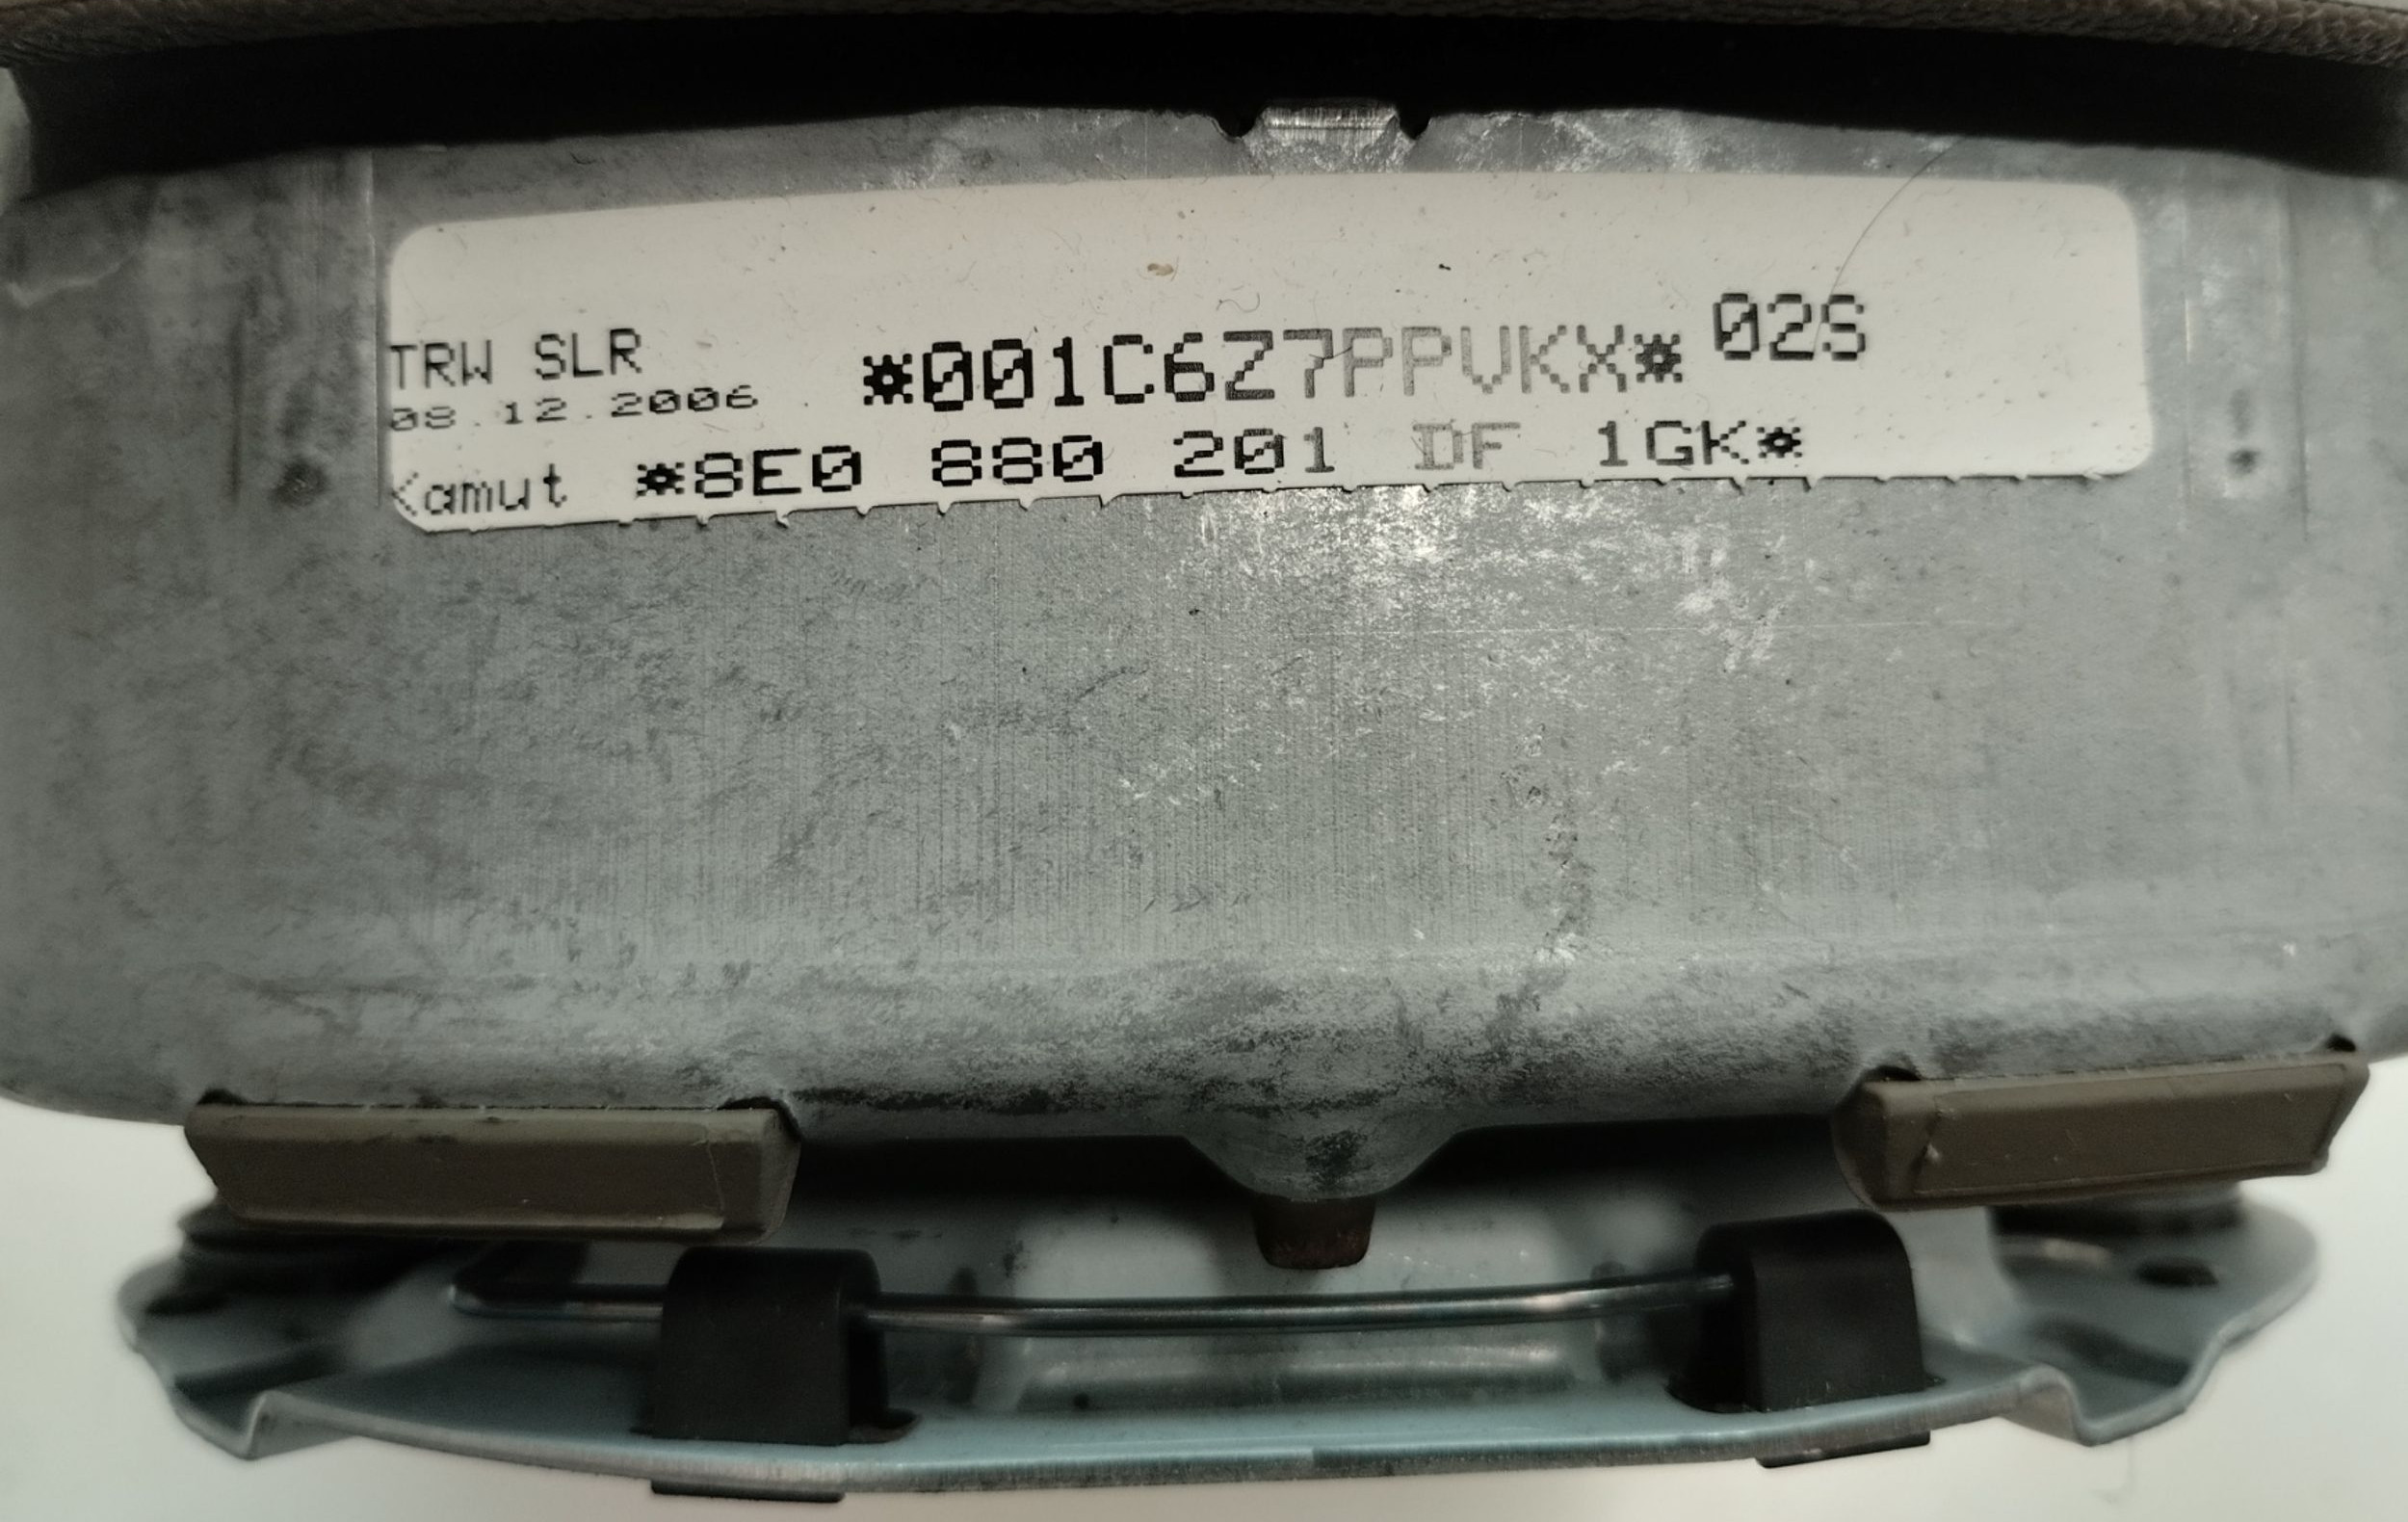 TRW SLR *001C6Z7PPVKX* 02S
08.12.2006
Kamut *8E0 880 201 DF 1GK*